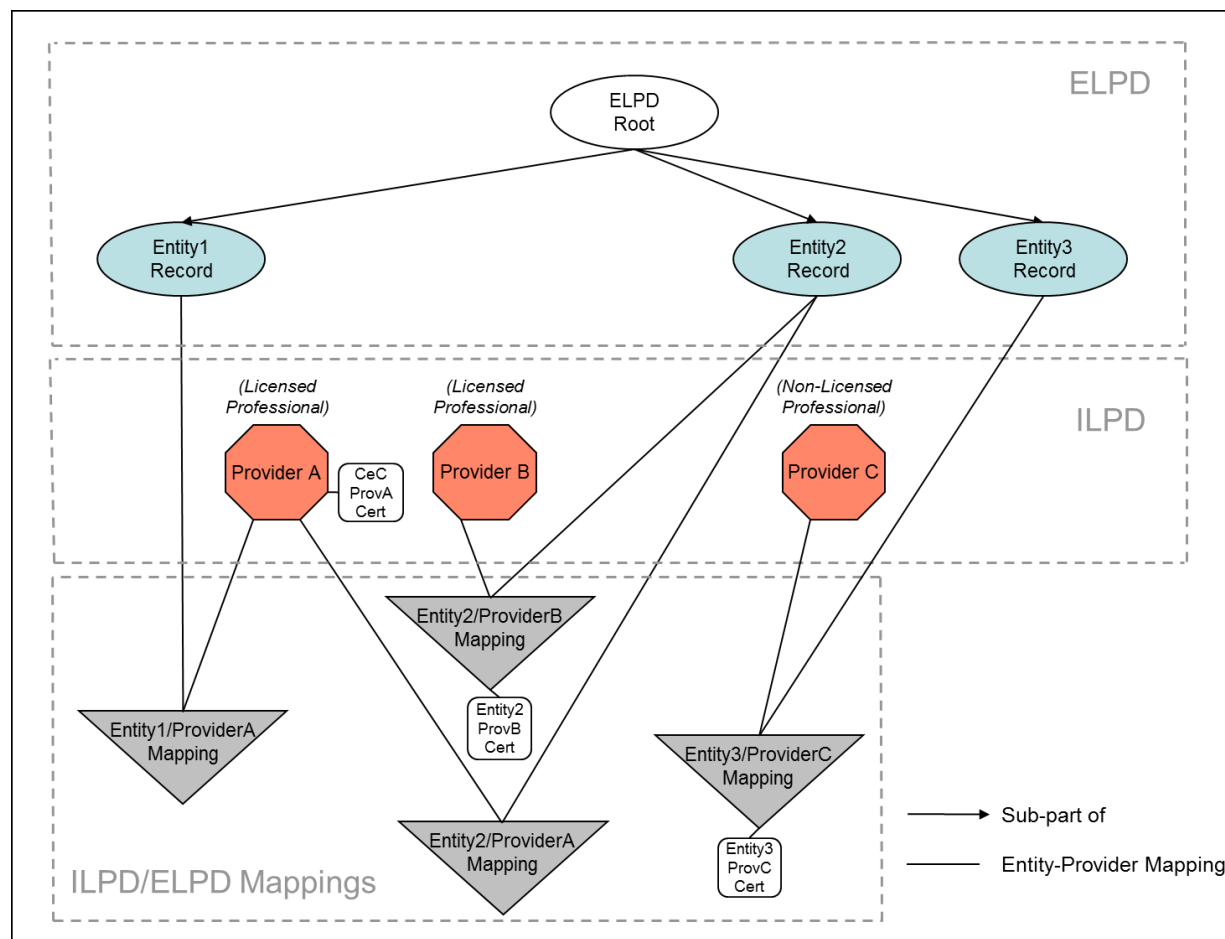 ELPD
ELPD
Root
Entity1
Record
Entity2
Record
Entity3
Record
ILPD
(Licensed
Professional)
(Licensed
Professional)
(Non-Licensed
Professional)
Provider A
CeC
ProvA
Cert
Provider B
Provider C
Entity2/ProviderB
Mapping
Entity2
ProvB
Cert
Entity1/ProviderA
Mapping
Entity3/ProviderC
Mapping
Entity2/ProviderA
Mapping
Entity3
ProvC
Cert
ILPD/ELPD Mappings
Sub-part of
Entity-Provider Mapping